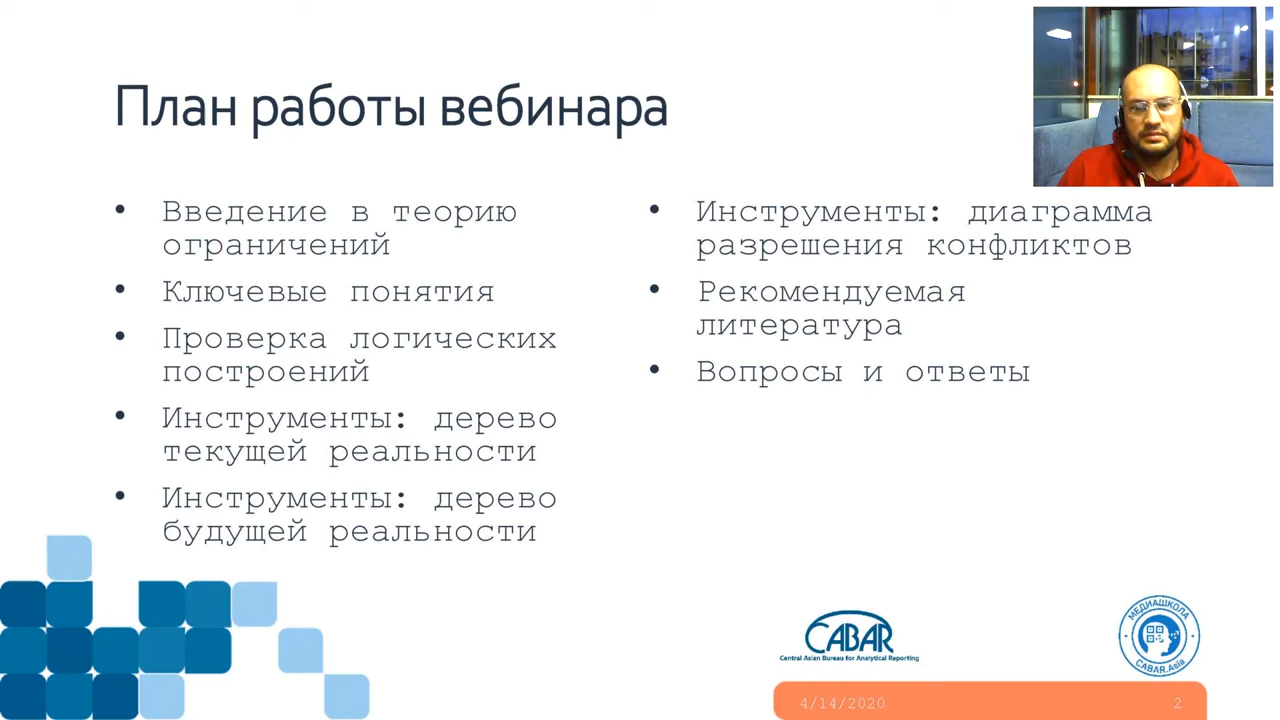 План работы вебинара
• Введение в теорию
ограничений
• Ключевые понятия
• Проверка логических
построений
• Инструменты: дерево
текущей реальности
• Инструменты: дерево
будущей реальности
• Инструменты: диаграмма
разрешения конфликтов
• Рекомендуемая
литература
• Вопросы и ответы
CABAR
Central Asian Bureau for Analytical Reporting
МЕДИАШКОЛА
CABAR.Asia
4/14/2020
2